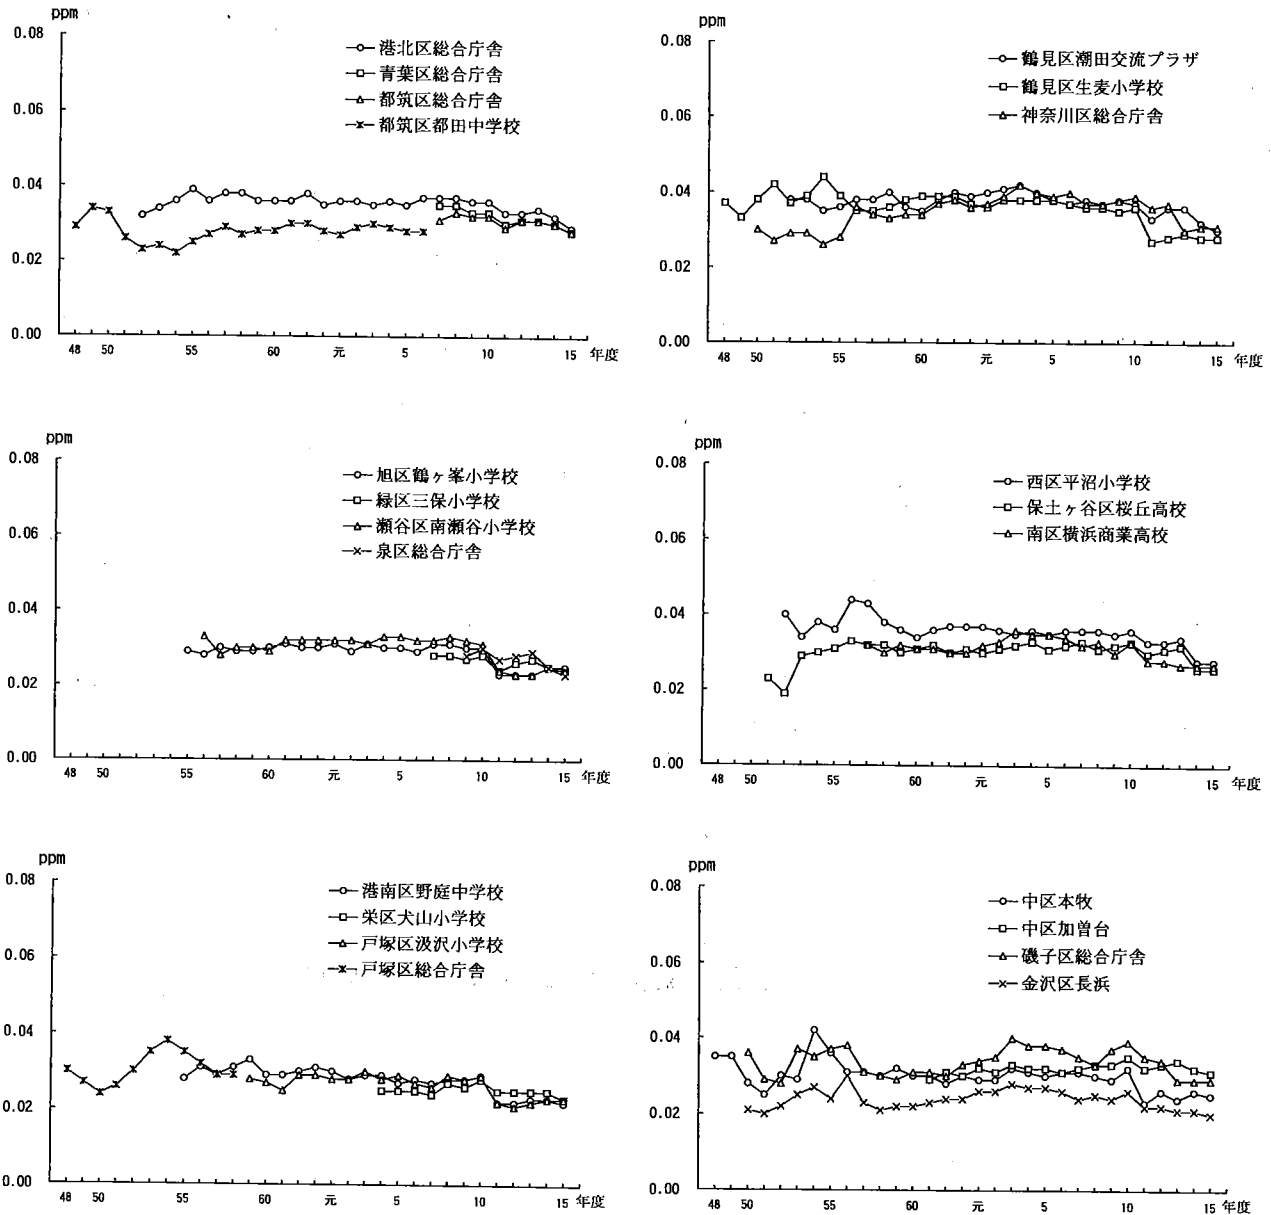 ppm
0.08
0.06
0.04
0.02
0.00
港北区総合庁舎
青葉区総合庁舎
都筑区総合庁舎
都筑区都田中学校
48 50 55 60 元 5 10 15 年度
ppm
0.08
0.06
0.04
0.02
0.00
鶴見区潮田交流プラザ
鶴見区生麦小学校
神奈川区総合庁舎
48 50 55 60 元 5 10 15 年度
ppm
0.08
0.06
0.04
0.02
0.00
旭区鶴ヶ峯小学校
緑区三保小学校
瀬谷区南瀬谷小学校
泉区総合庁舎
48 50 55 60 元 5 10 15 年度
ppm
0.08
0.06
0.04
0.02
0.00
西区平沼小学校
保土ヶ谷区桜丘高校
南区横浜商業高校
48 50 55 60 元 5 10 15 年度
ppm
0.08
0.06
0.04
0.02
0.00
港南区野庭中学校
栄区犬山小学校
戸塚区汲沢小学校
戸塚区総合庁舎
48 50 55 60 元 5 10 15 年度
ppm
0.08
0.06
0.04
0.02
0.00
中区本牧
中区加曽台
磯子区総合庁舎
金沢区長浜
48 50 55 60 元 5 10 15 年度